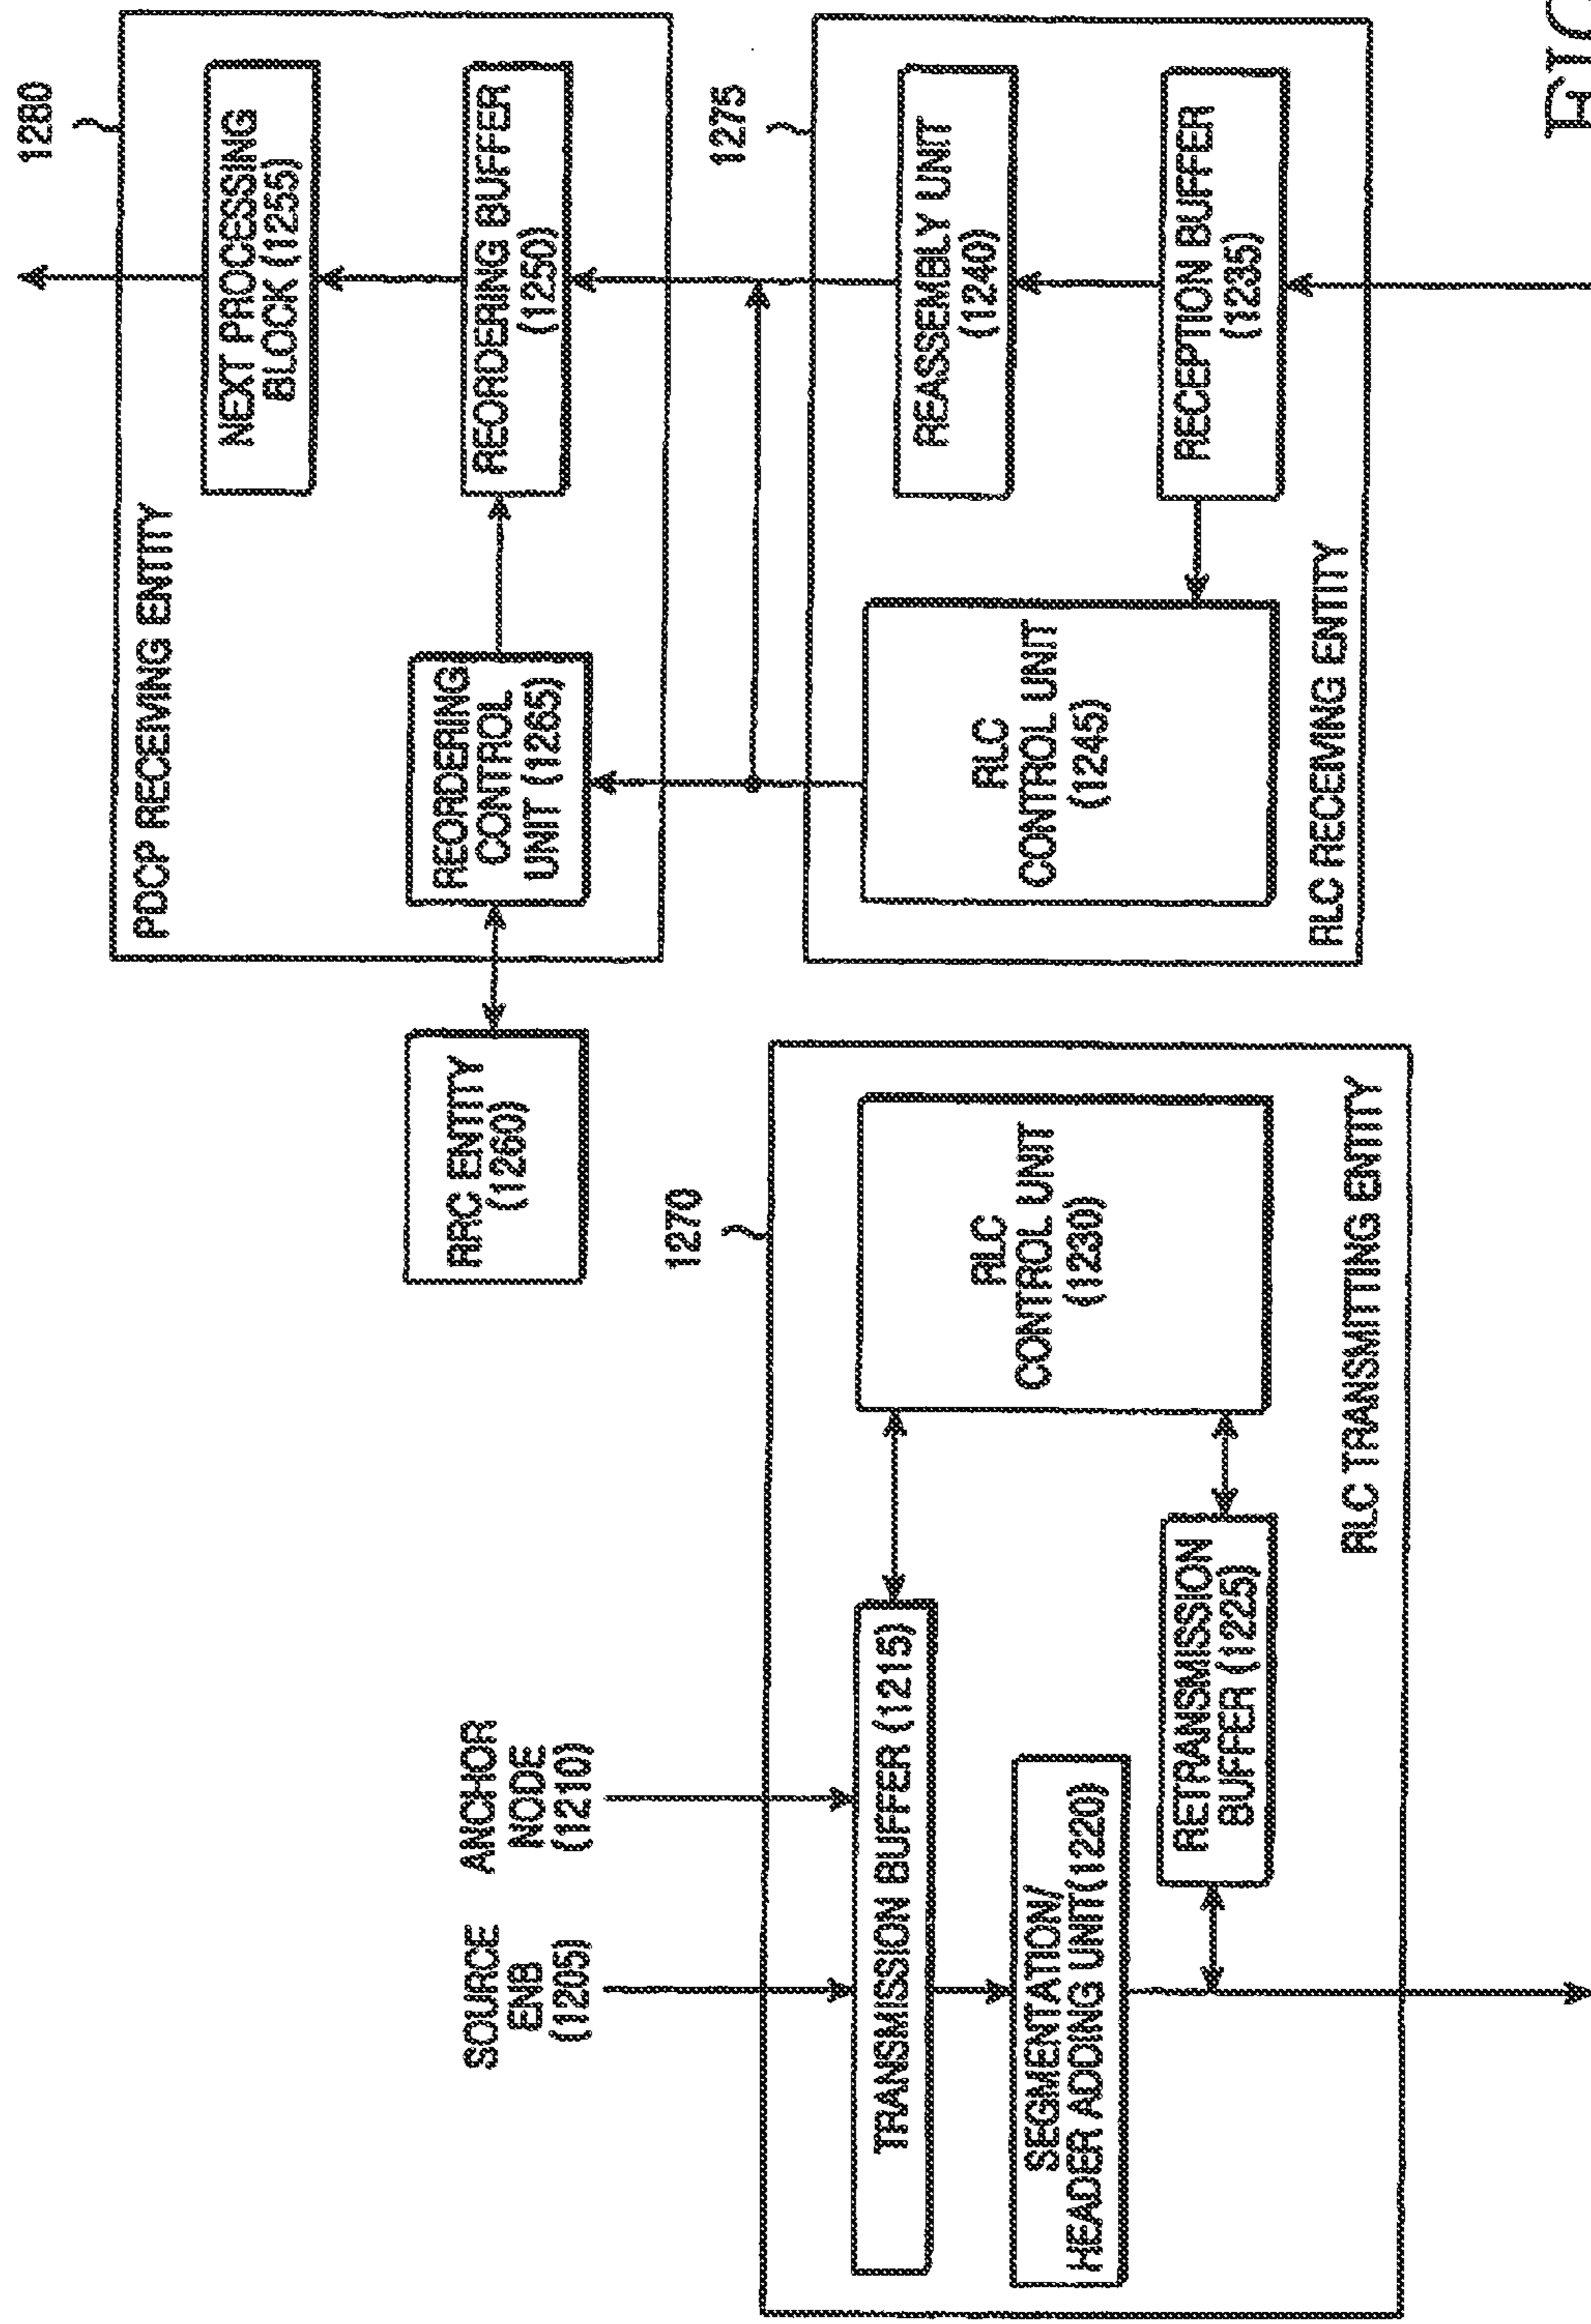 SOURCE
ENB
(1205)
ANCHOR
NODE
(1210)
TRANSMISSION BUFFER (1215)
SEGMENTATION/
HEADER ADDING UNIT(1220)
RETRANSMISSION
BUFFER (1225)
RLC
CONTROL UNIT
(1230)
RLC TRANSMITTING ENTITY
1270
RRC ENTITY
(1260)
PDCP RECEIVING ENTITY
1280
NEXT PROCESSING
BLOCK (1255)
REORDERING BUFFER
(1250)
REORDERING
CONTROL
UNIT (1265)
1275
REASSEMBLY UNIT
(1240)
RECEPTION BUFFER
(1235)
RLC
CONTROL UNIT
(1245)
RLC RECEIVING ENTITY